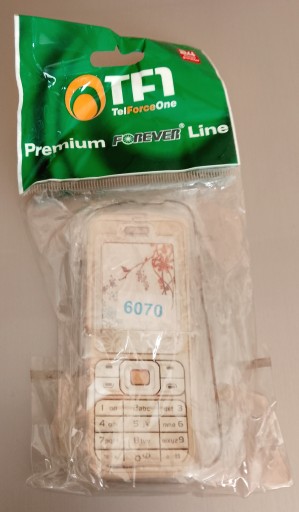 TF1
TelForceOne
Premium FOREVER® Line
6070